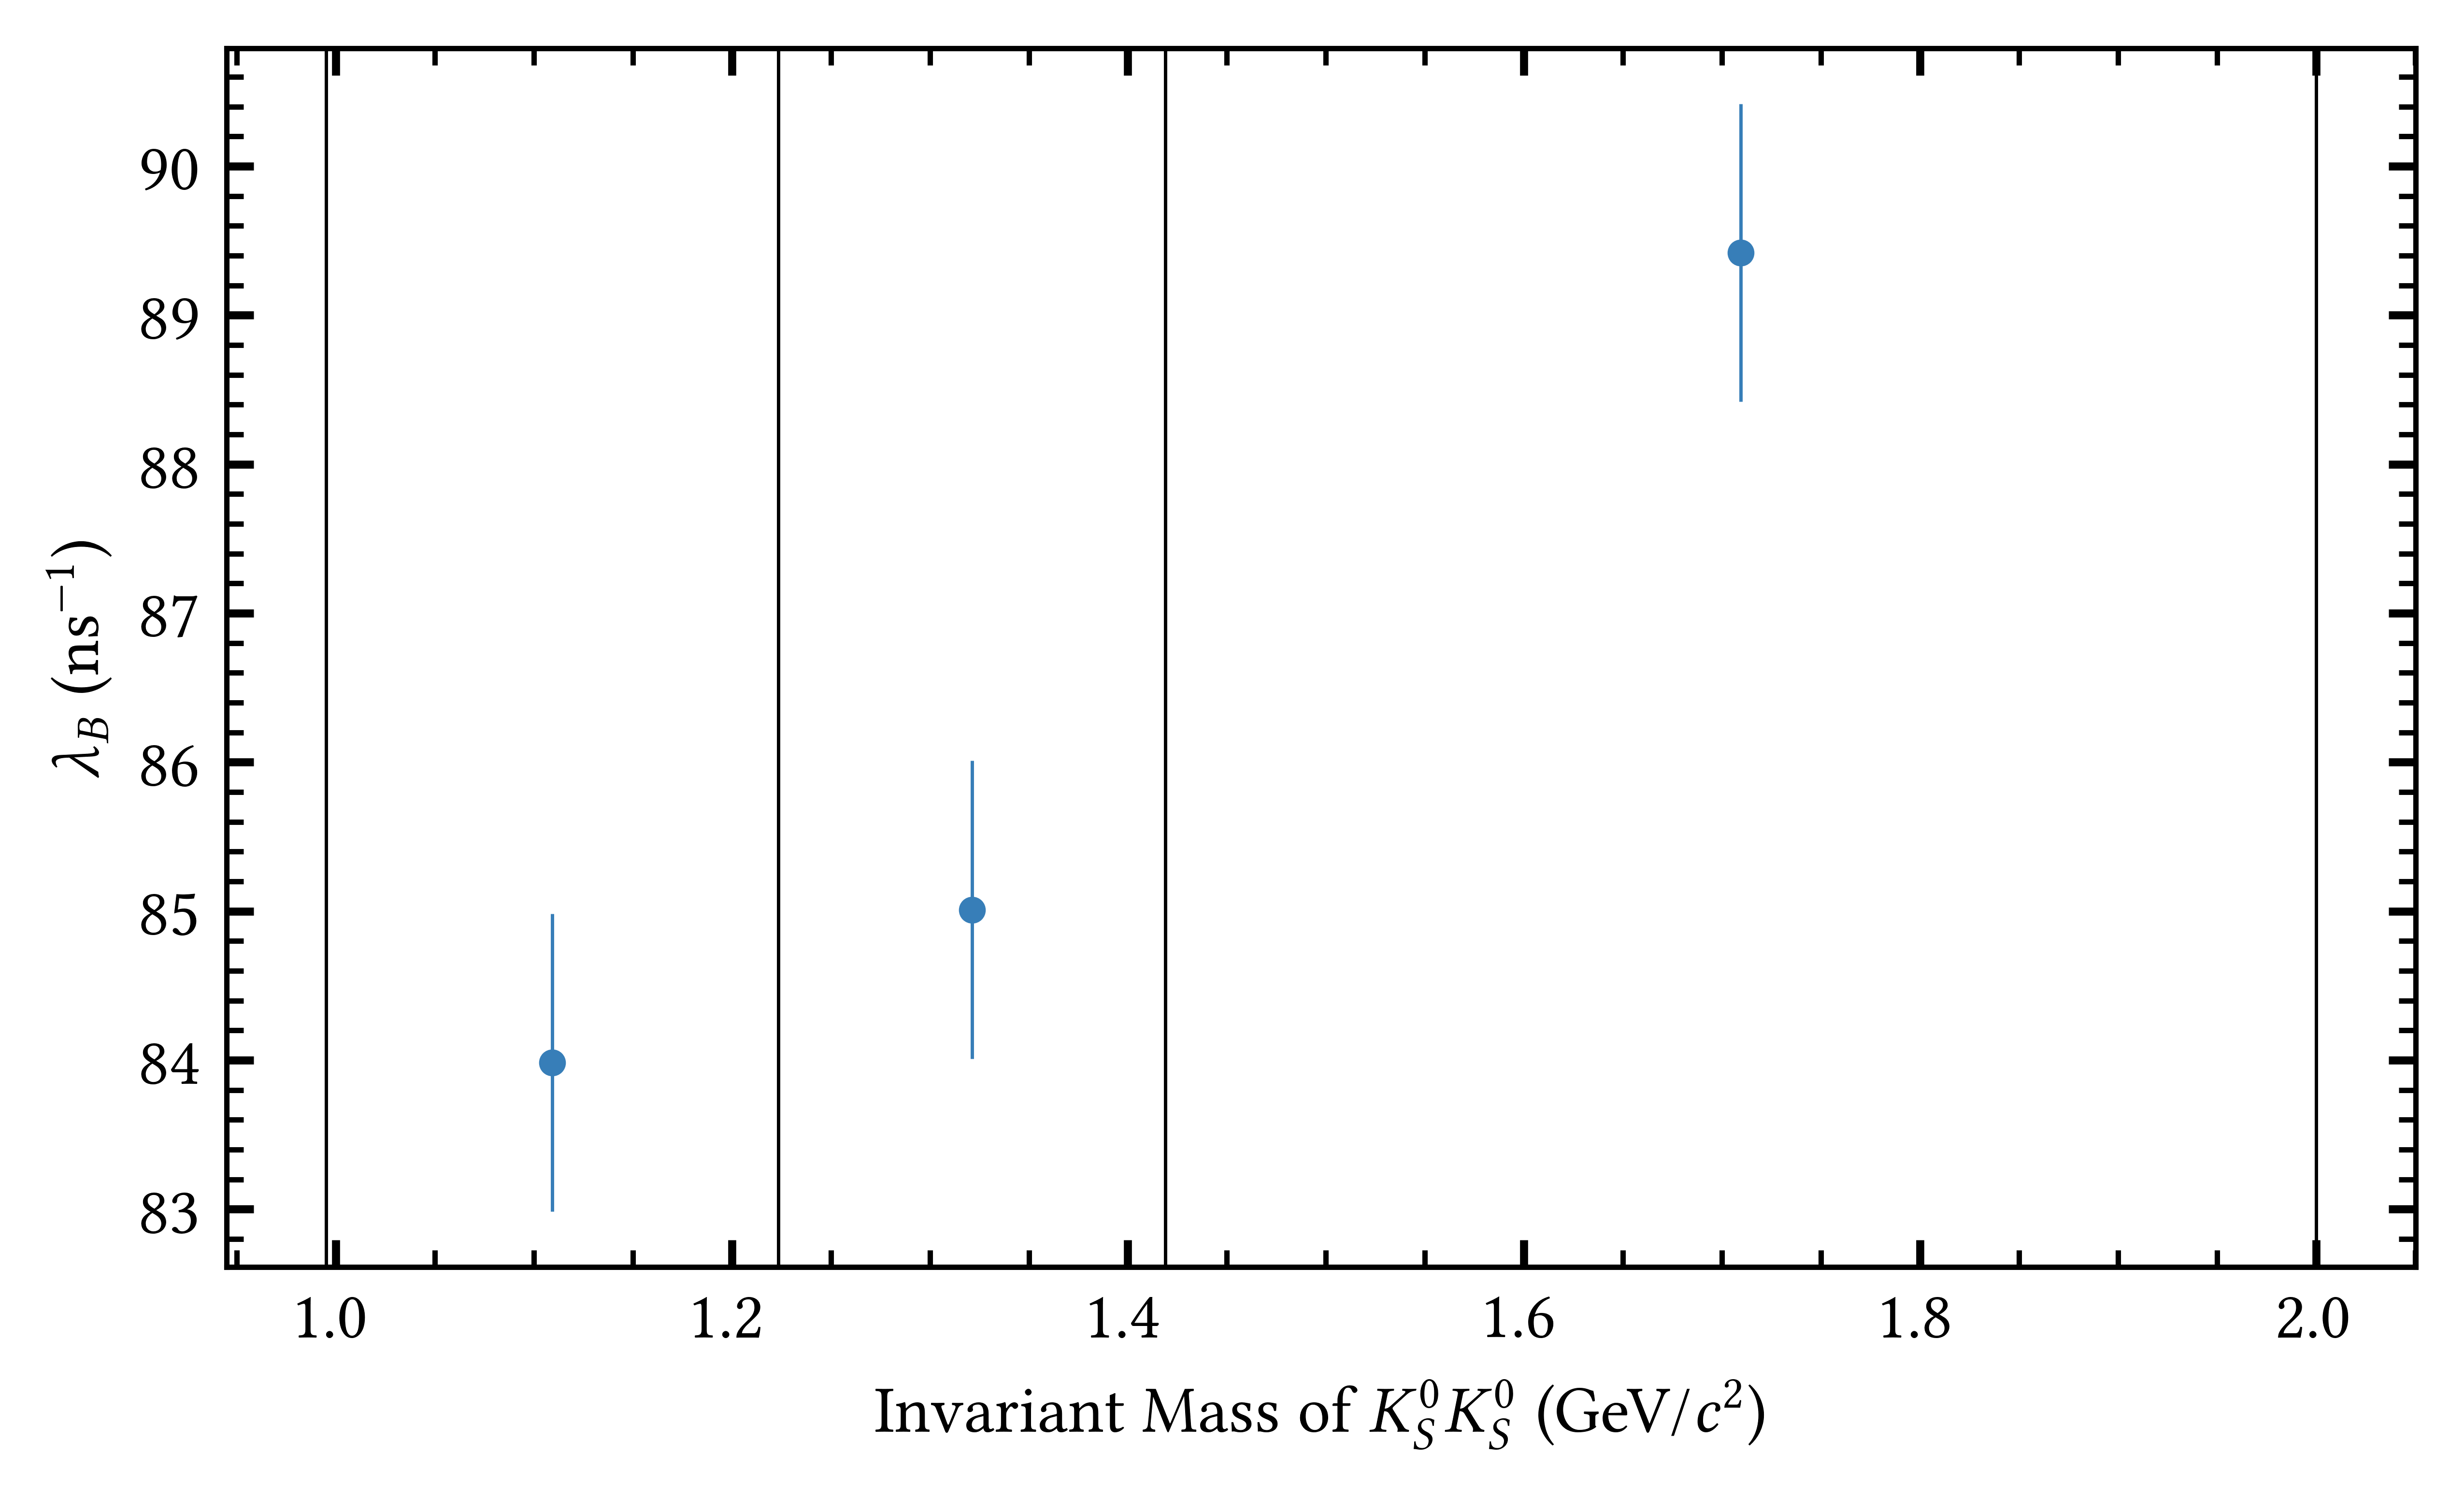 90
89
88
87
86
85
84
83
λ_B (ns⁻¹)
1.0 1.2 1.4 1.6 1.8 2.0
Invariant Mass of K_S^0 K_S^0 (GeV/c²)